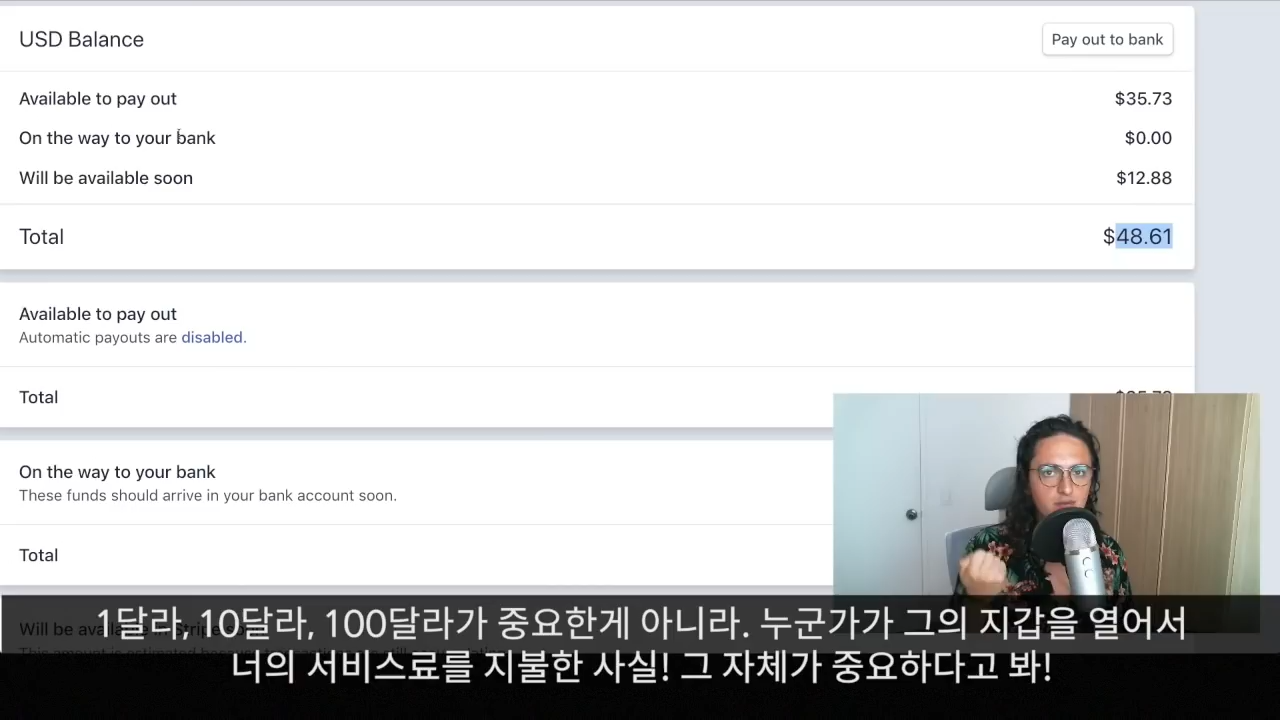 USD Balance
Pay out to bank
Available to pay out
$35.73
On the way to your bank
$0.00
Will be available soon
$12.88
Total
$48.61
Available to pay out
Automatic payouts are disabled.
Total
On the way to your bank
These funds should arrive in your bank account soon.
Total
1달라, 10달라, 100달라가 중요한게 아니라. 누군가가 그의 지갑을 열어서
너의 서비스료를 지불한 사실! 그 자체가 중요하다고 봐!